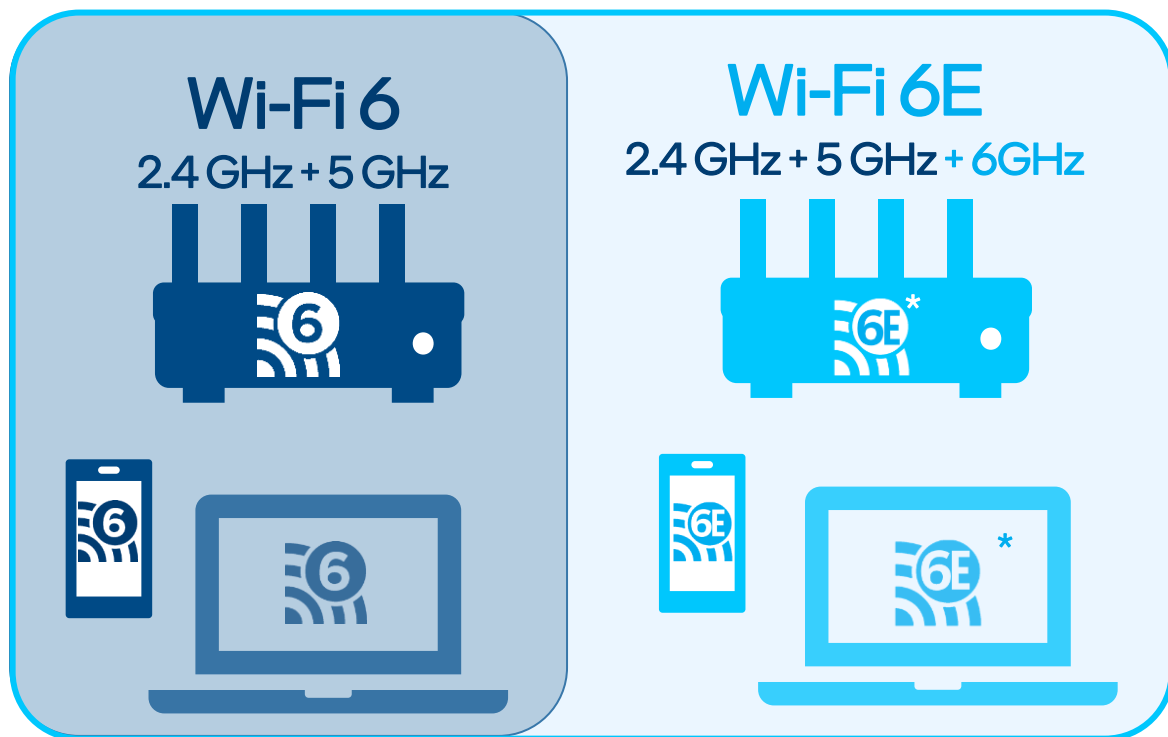 Wi-Fi 6
2.4 GHz + 5 GHz
6
6
6
Wi-Fi 6E
2.4 GHz + 5 GHz + 6GHz
6E*
6E
6E *